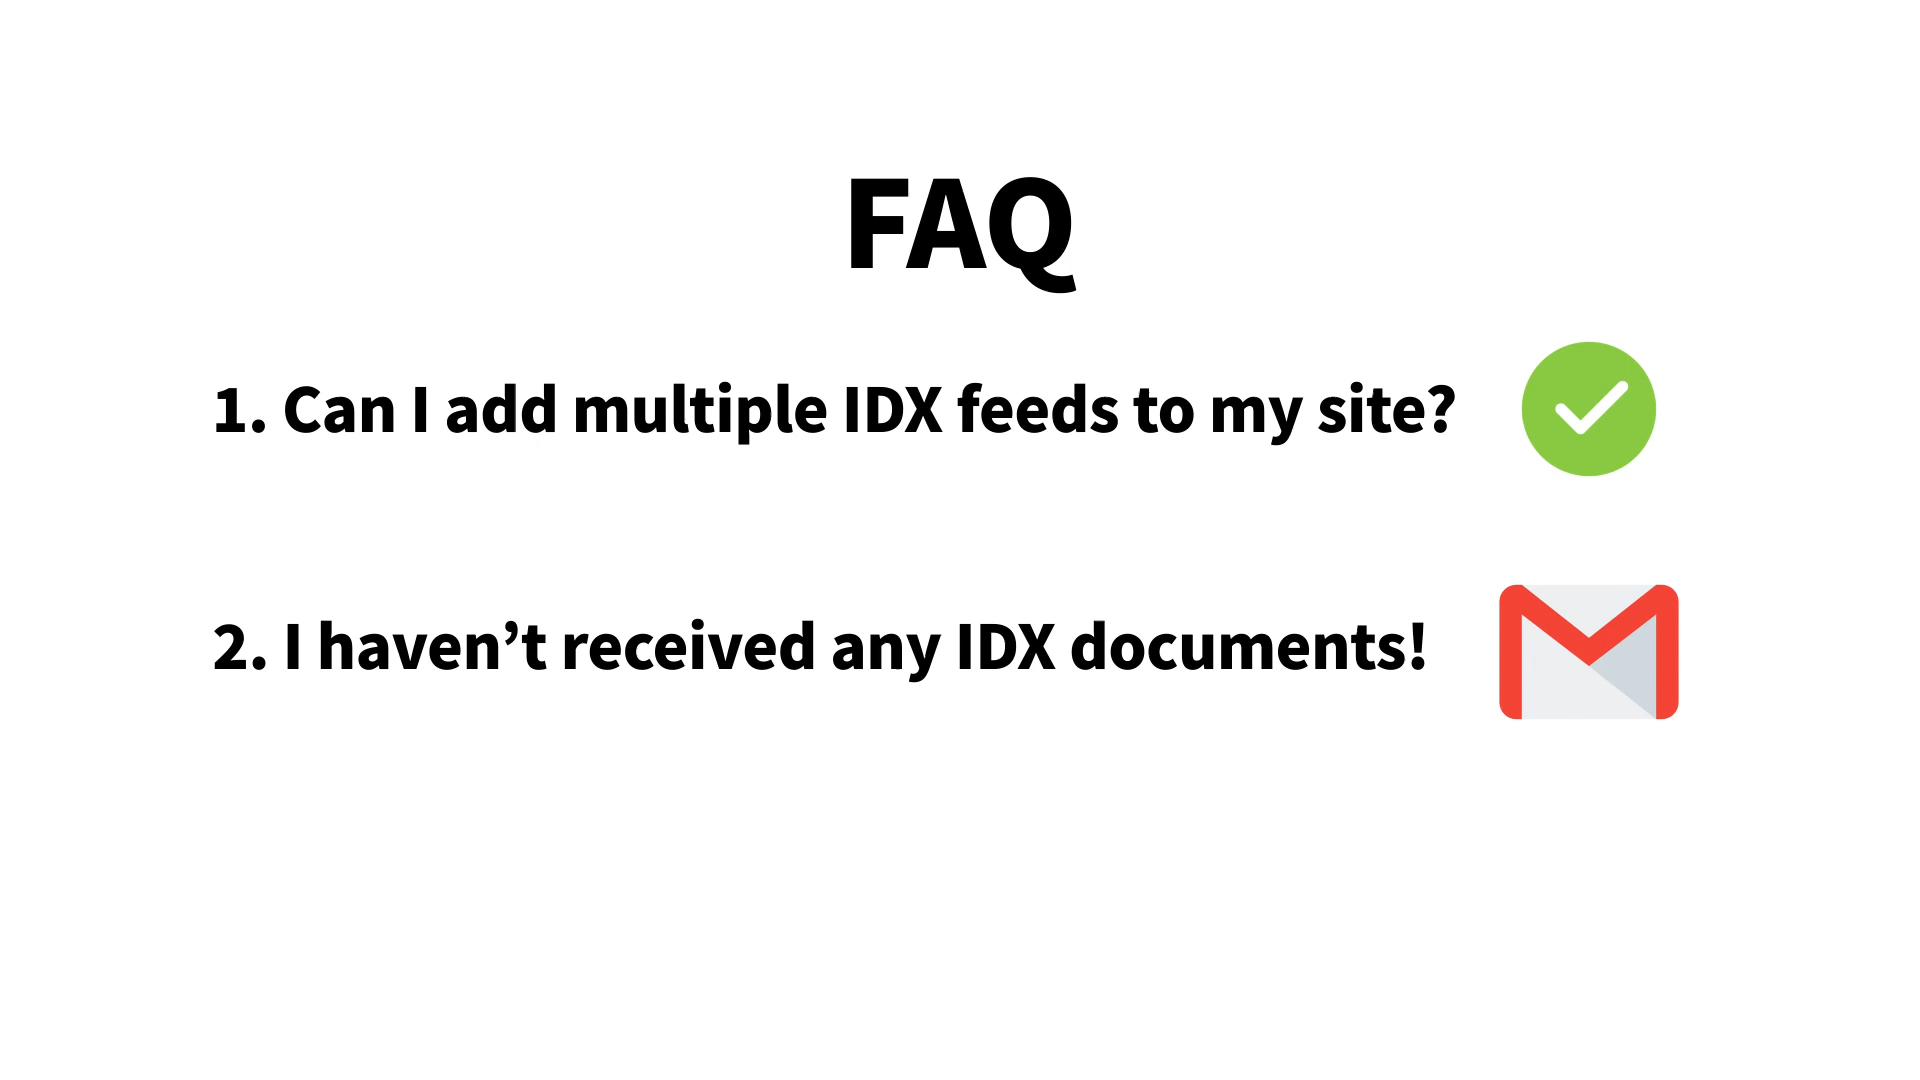 FAQ
1. Can I add multiple IDX feeds to my site?
2. I haven’t received any IDX documents!